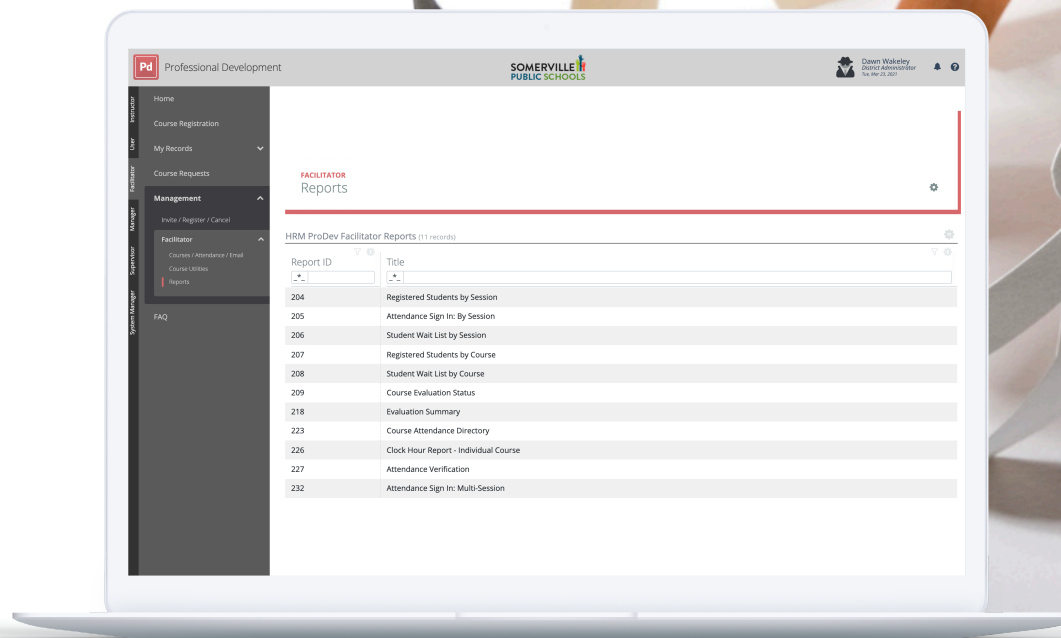 Pd Professional Development
SOMERVILLE
PUBLIC SCHOOLS
Dawn Wakeley
District Administrator
Tue, Mar 23, 2021
Instructor
User
Facilitator
Manager
Supervisor
System Manager
Home
Course Registration
My Records
Course Requests
Management
Invite / Register / Cancel
Facilitator
Courses / Attendance / Email
Course Utilities
Reports
FAQ
FACILITATOR
Reports
HRM ProDev Facilitator Reports (11 records)
Report ID Title
_*_ _*_
204 Registered Students by Session
205 Attendance Sign In: By Session
206 Student Wait List by Session
207 Registered Students by Course
208 Student Wait List by Course
209 Course Evaluation Status
218 Evaluation Summary
223 Course Attendance Directory
226 Clock Hour Report - Individual Course
227 Attendance Verification
232 Attendance Sign In: Multi-Session